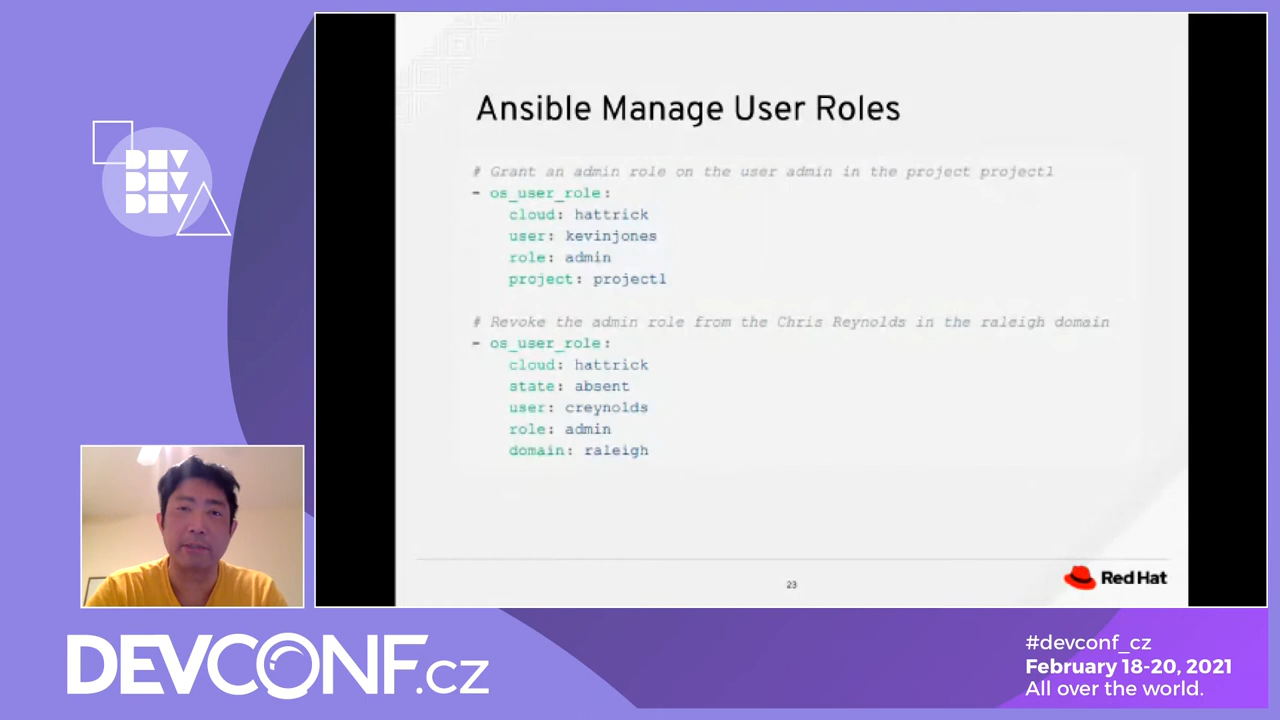 DEV
DEV
DEV
Ansible Manage User Roles
# Grant an admin role on the user admin in the project project1
- os_user_role:
cloud: hattrick
user: kevinjones
role: admin
project: project1
# Revoke the admin role from the Chris Reynolds in the raleigh domain
- os_user_role:
cloud: hattrick
state: absent
user: creynolds
role: admin
domain: raleigh
23
Red Hat
DEVCONF.cz
#devconf_cz
February 18-20, 2021
All over the world.